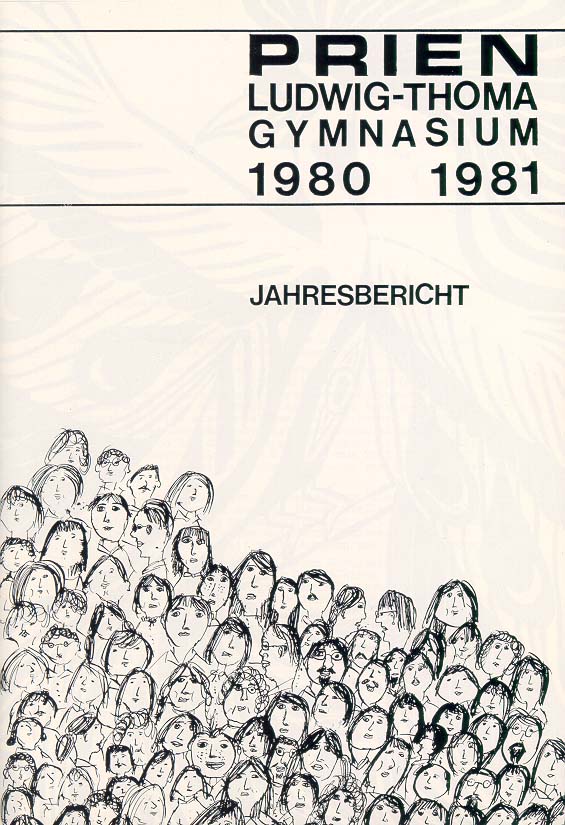 PRIEN
LUDWIG-THOMA
GYMNASIUM
1980 1981
JAHRESBERICHT